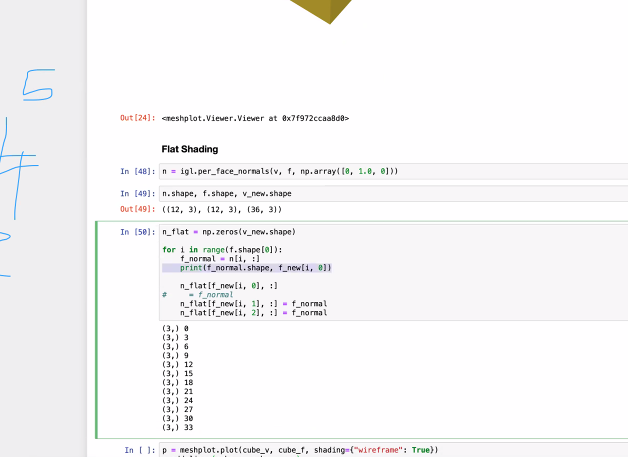 5
4
Out[24]: <meshplot.Viewer.Viewer at 0x7f972ccaa8d0>
Flat Shading
In [48]: n = igl.per_face_normals(v, f, np.array([0, 1.0, 0]))
In [49]: n.shape, f.shape, v_new.shape
Out[49]: ((12, 3), (12, 3), (36, 3))
In [50]: n_flat = np.zeros(v_new.shape)
for i in range(f.shape[0]):
    f_normal = n[i, :]
    print(f_normal.shape, f_new[i, 0])
    n_flat[f_new[i, 0], :]
#     = f_normal
    n_flat[f_new[i, 1], :] = f_normal
    n_flat[f_new[i, 2], :] = f_normal
(3,) 0
(3,) 3
(3,) 6
(3,) 9
(3,) 12
(3,) 15
(3,) 18
(3,) 21
(3,) 24
(3,) 27
(3,) 30
(3,) 33
In [ ]: p = meshplot.plot(cube_v, cube_f, shading={"wireframe": True})